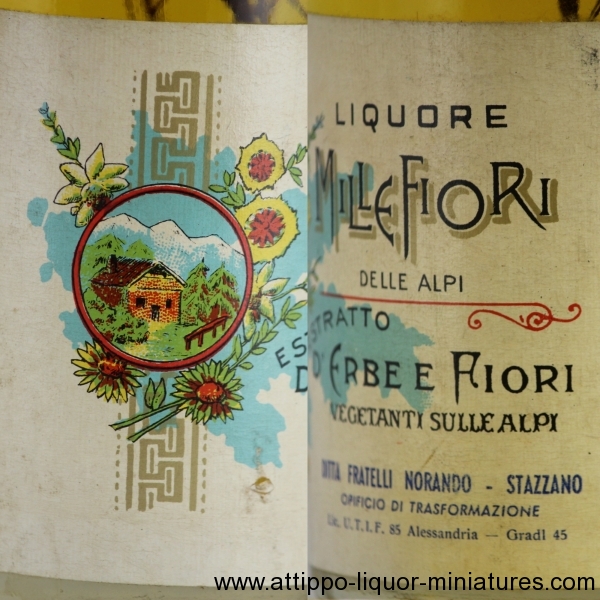 LIQUORE
MILLEFIORI
DELLE ALPI
ESTRATTO
D'ERBE E FIORI
VEGETANTI SULLE ALPI
DITTA FRATELLI NORANDO - STAZZANO
OPIFICIO DI TRASFORMAZIONE
Lic. U.T.I.F. 85 Alessandria — Gradi 45
www.attippo-liquor-miniatures.com